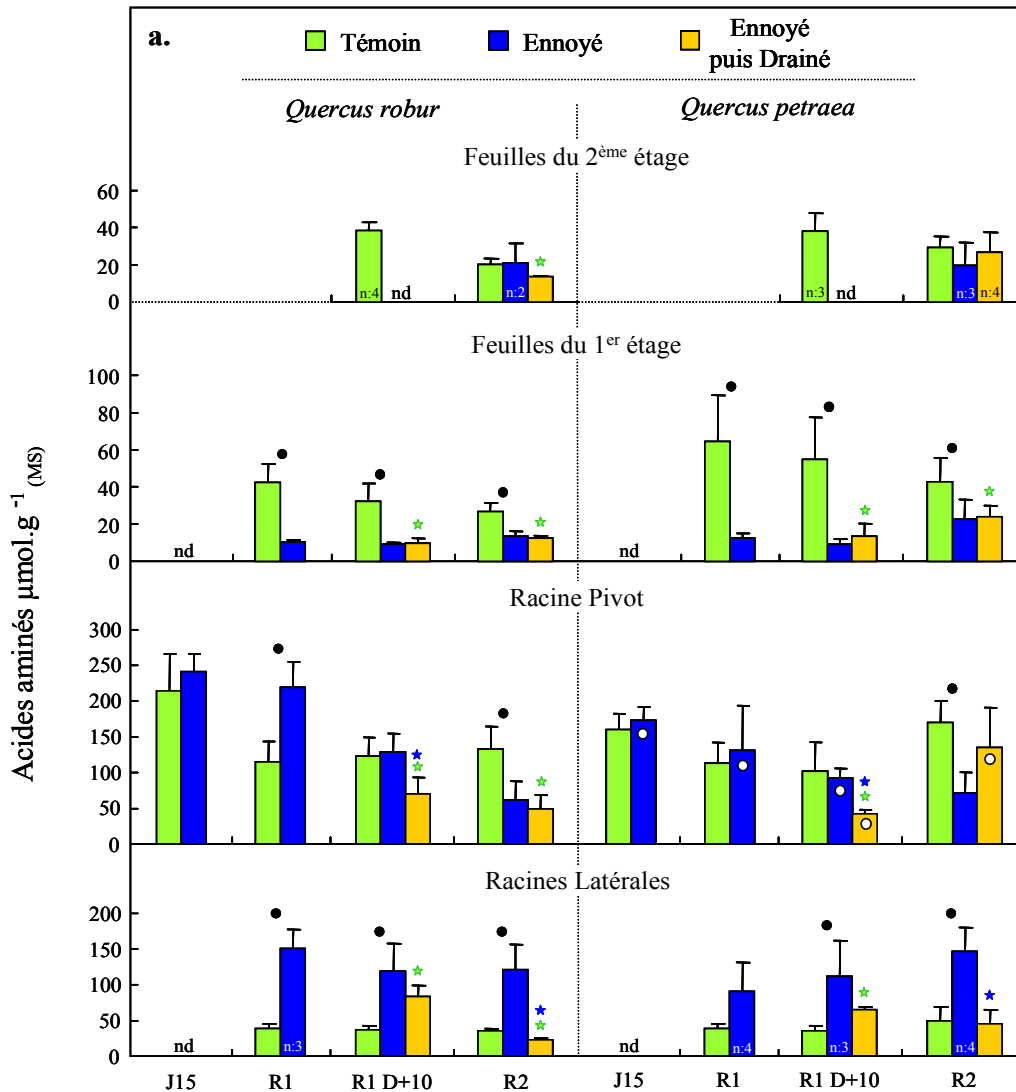 a.
Témoin
Ennoyé
Ennoyé
puis Drainé
Quercus robur
Quercus petraea
Feuilles du 2ème étage
60
40
20
0
n:4
nd
n:2
n:3
nd
n:3
n:4
Feuilles du 1er étage
100
80
60
40
20
0
nd
nd
Acides aminés µmol.g -1 (MS)
Racine Pivot
300
250
200
150
100
50
0
Racines Latérales
200
150
100
50
0
nd
n:3
nd
n:4
n:3
n:4
J15 R1 R1 D+10 R2 J15 R1 R1 D+10 R2